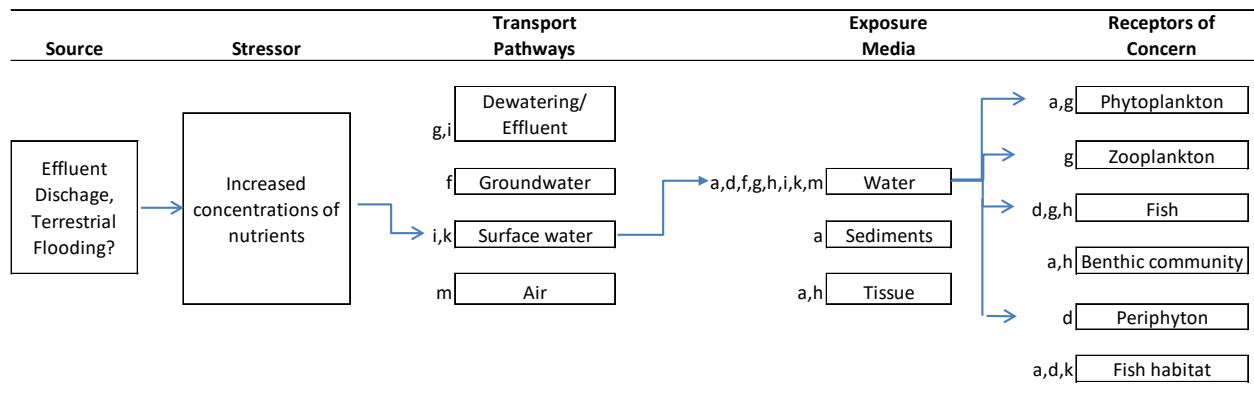 Source
Stressor
Transport
Pathways
Exposure
Media
Receptors of
Concern
Effluent
Dischage,
Terrestrial
Flooding?
Increased
concentrations of
nutrients
g,i
Dewatering/
Effluent
f
Groundwater
i,k
Surface water
m
Air
a,d,f,g,h,i,k,m
Water
a
Sediments
a,h
Tissue
a,g
Phytoplankton
g
Zooplankton
d,g,h
Fish
a,h
Benthic community
d
Periphyton
a,d,k
Fish habitat